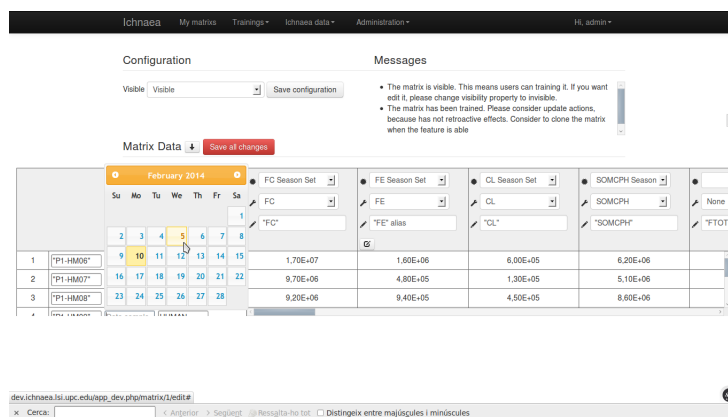 Ichnaea My matrixs Trainings Ichnaea data Administration Hi, admin
Configuration
Messages
Visible Visible Save configuration
The matrix is visible. This means users can training it. If you want
edit it, please change visibility property to invisible.
The matrix has been trained. Please consider update actions,
because has not retroactive effects. Consider to clone the matrix
when the feature is able
Matrix Data Save all changes
February 2014
Su Mo Tu We Th Fr Sa
1
2 3 4 5 6 7 8
9 10 11 12 13 14 15
16 17 18 19 20 21 22
23 24 25 26 27 28
FC Season Set FE Season Set CL Season Set SOMCPH Season
FC FE CL SOMCPH None
"FC" "FE" alias "CL" "SOMCPH" "FTOT
1 "P1-HM06" 1,70E+07 1,60E+06 6,00E+05 6,20E+06
2 "P1-HM07" 9,70E+06 4,80E+05 1,30E+05 5,10E+06
3 "P1-HM08" 9,20E+06 9,40E+05 4,50E+05 8,60E+06
dev.ichnaea.lsi.upc.edu/app_dev.php/matrix/1/edit#
× Cerca: < Anterior > Següent Ressalta-ho tot Distingeix entre majúscules i minúscules